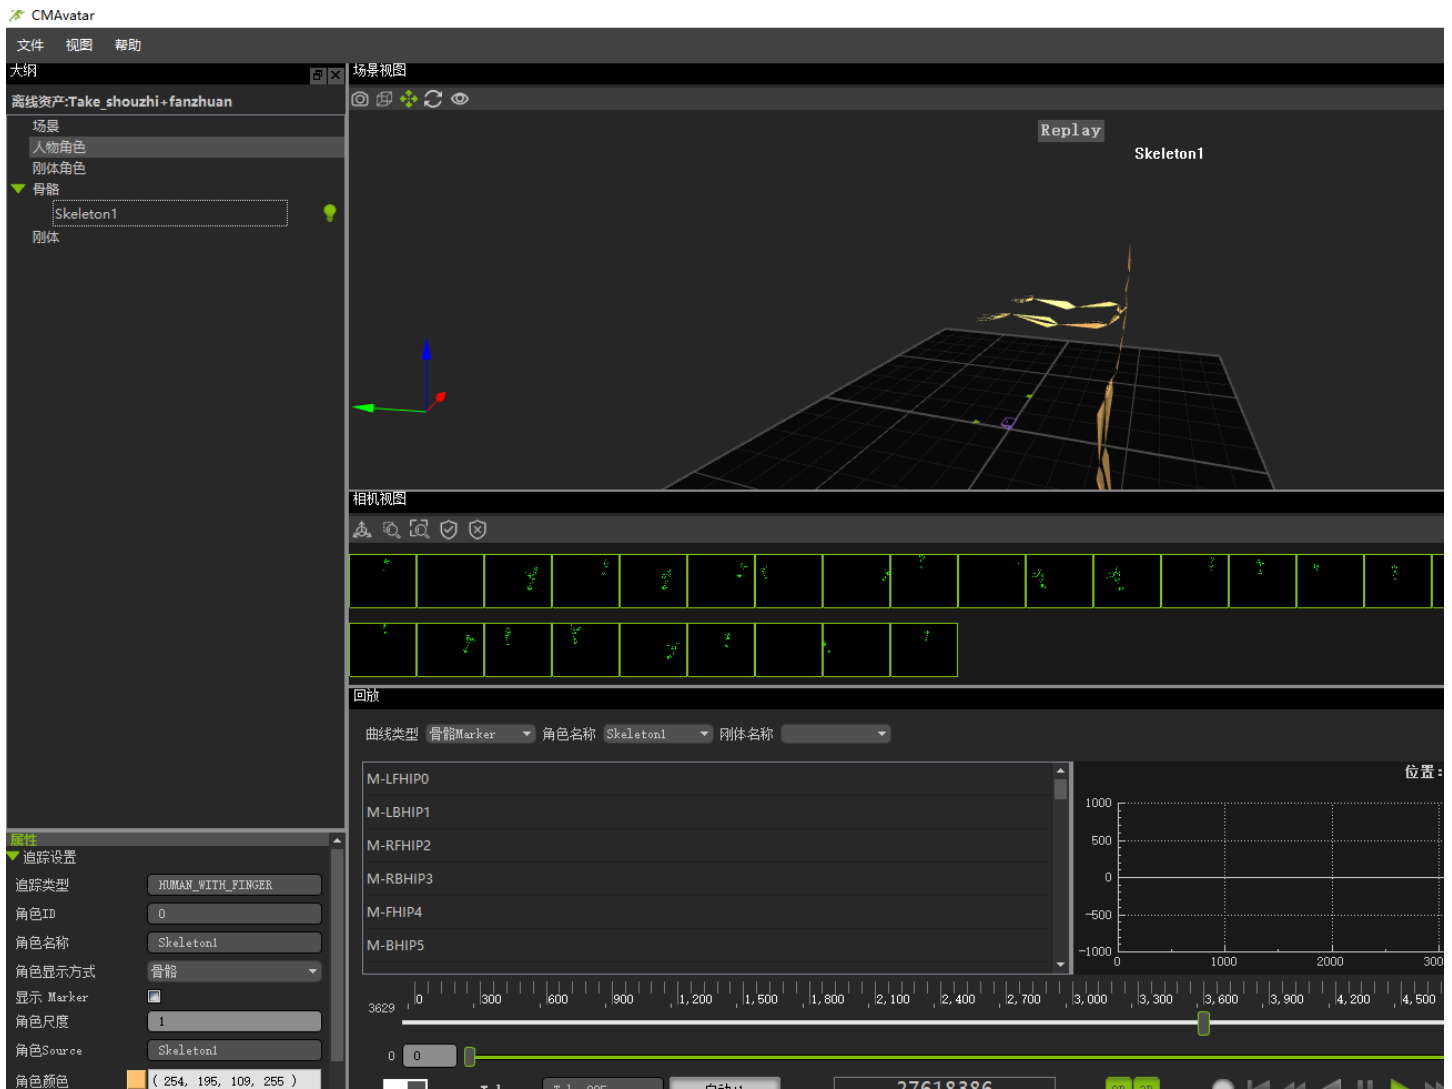 CMAvatar
文件 视图 帮助
大纲
离线资产:Take_shouzhi+fanzhuan
场景
人物角色
刚体角色
骨骼
Skeleton1
刚体
场景视图
Replay
Skeleton1
相机视图
回放
曲线类型 骨骼Marker 角色名称 Skeleton1 刚体名称
M-LFHIP0
M-LBHIP1
M-RFHIP2
M-RBHIP3
M-FHIP4
M-BHIP5
位置:
1000
500
0
-500
-1000
0 1000 2000 300
属性
追踪设置
追踪类型 HUMAN_WITH_FINGER
角色ID 0
角色名称 Skeleton1
角色显示方式 骨骼
显示 Marker
角色尺度 1
角色Source Skeleton1
角色颜色 ( 254, 195, 109, 255 )
3629 0 300 600 900 1,200 1,500 1,800 2,100 2,400 2,700 3,000 3,300 3,600 3,900 4,200 4,500
0 0
27618386